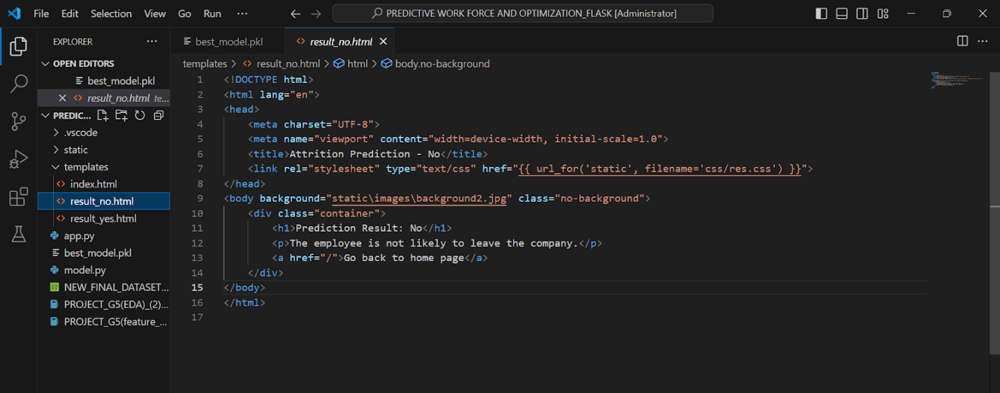 File Edit Selection View Go Run ··· PREDICTIVE WORK FORCE AND OPTIMIZATION_FLASK [Administrator]
EXPLORER ···
OPEN EDITORS
best_model.pkl
result_no.html te...
PREDIC...
.vscode
static
templates
index.html
result_no.html
result_yes.html
app.py
best_model.pkl
model.py
NEW_FINAL_DATASET...
PROJECT_G5(EDA)_(2)...
PROJECT_G5(feature_...
best_model.pkl result_no.html
templates > result_no.html > html > body.no-background
1 <!DOCTYPE html>
2 <html lang="en">
3 <head>
4 <meta charset="UTF-8">
5 <meta name="viewport" content="width=device-width, initial-scale=1.0">
6 <title>Attrition Prediction - No</title>
7 <link rel="stylesheet" type="text/css" href="{{ url_for('static', filename='css/res.css') }}">
8 </head>
9 <body background="static\images\background2.jpg" class="no-background">
10 <div class="container">
11 <h1>Prediction Result: No</h1>
12 <p>The employee is not likely to leave the company.</p>
13 <a href="/">Go back to home page</a>
14 </div>
15 </body>
16 </html>
17